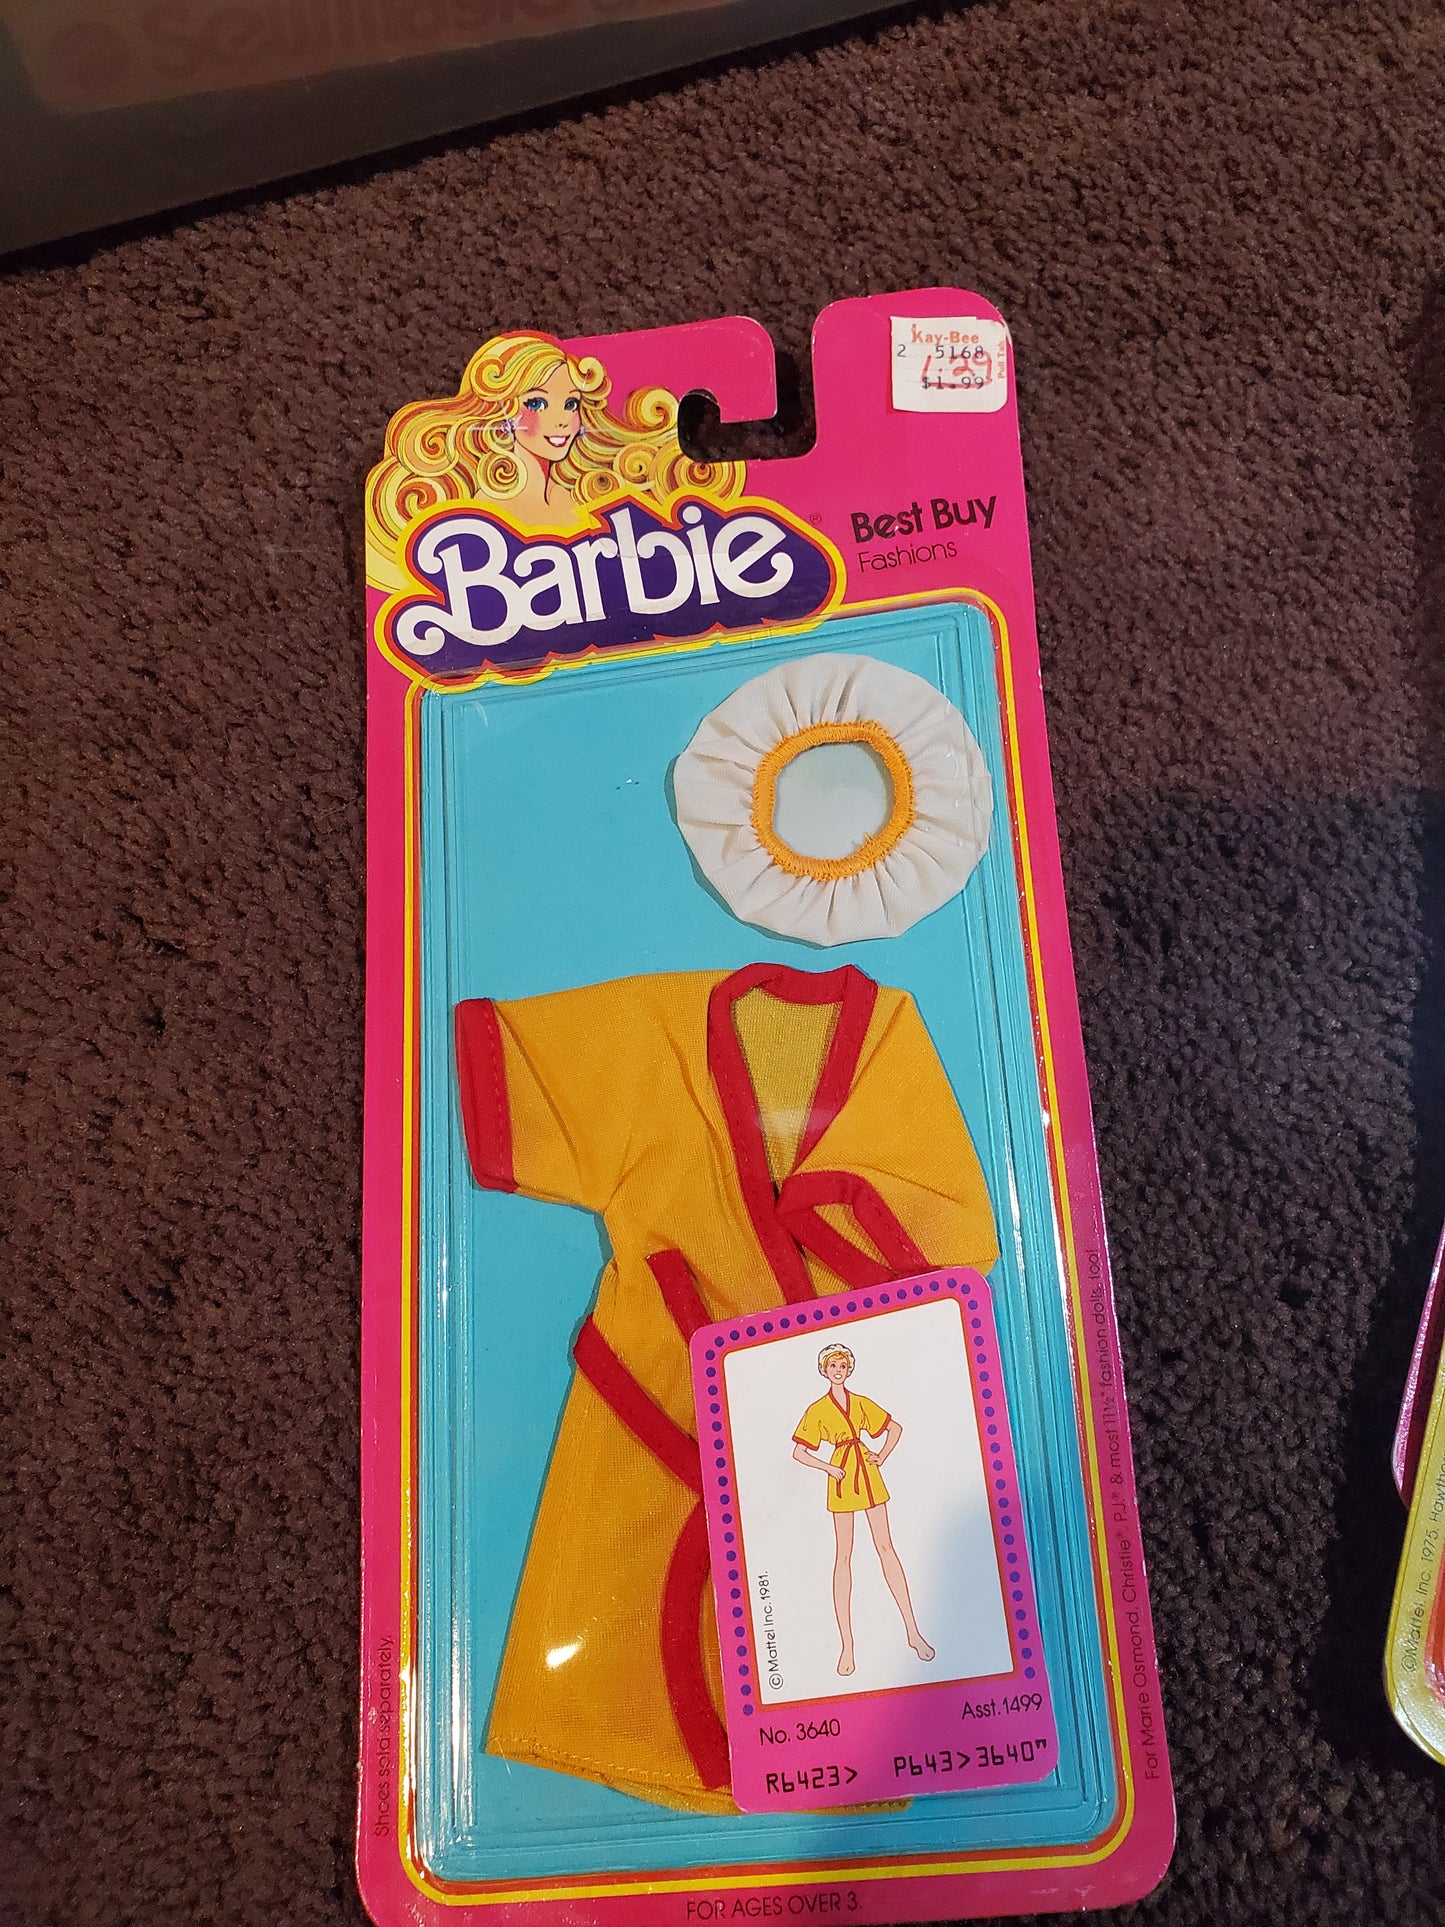 Kay-Bee
2 5168
1.29
$1.99
Pull Tab
Barbie®
Best Buy
Fashions
©Mattel Inc. 1981.
No. 3640
Asst. 1499
R6423> P643>3640"
Shoes sold separately.
For Marie Osmond, Christie®, P.J.® & most 11½" fashion dolls, too!
FOR AGES OVER 3.
©Mattel, Inc. 1975.